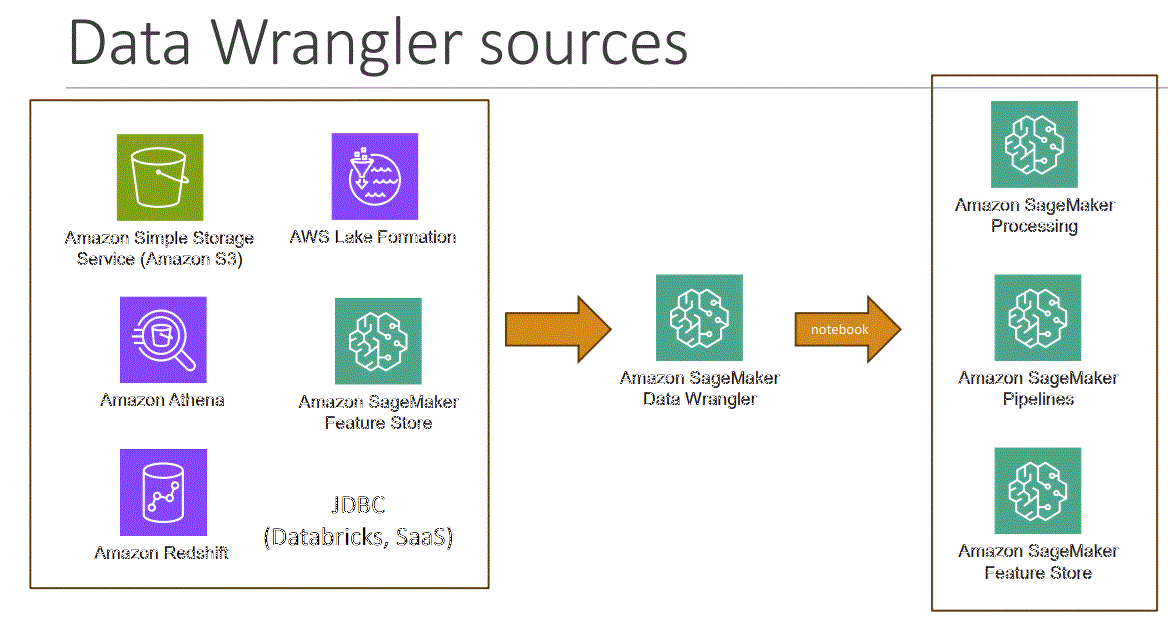 Data Wrangler sources
Amazon Simple Storage
Service (Amazon S3)
AWS Lake Formation
Amazon Athena
Amazon SageMaker
Feature Store
Amazon Redshift
JDBC
(Databricks, SaaS)
Amazon SageMaker
Data Wrangler
notebook
Amazon SageMaker
Processing
Amazon SageMaker
Pipelines
Amazon SageMaker
Feature Store